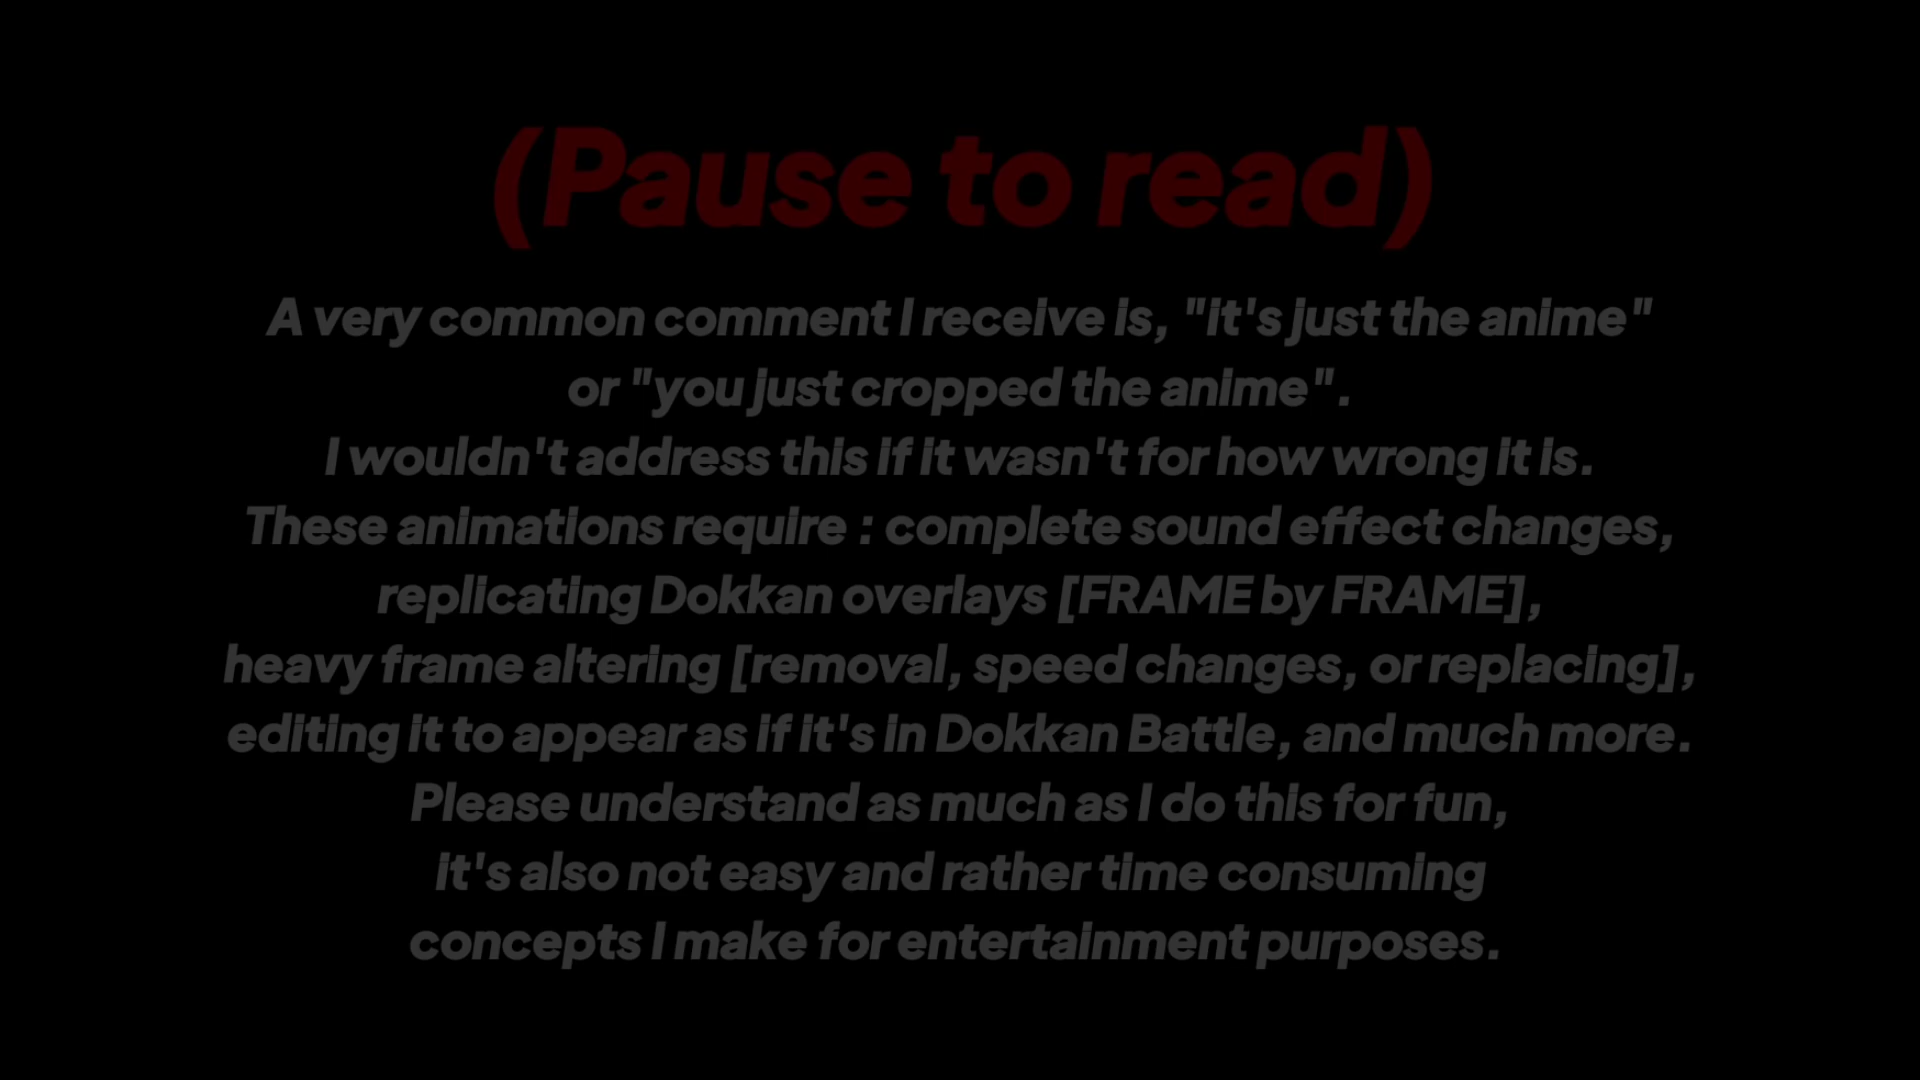 (Pause to read)
A very common comment I receive is, "it's just the anime"
or "you just cropped the anime".
I wouldn't address this if it wasn't for how wrong it is.
These animations require : complete sound effect changes,
replicating Dokkan overlays [FRAME by FRAME],
heavy frame altering [removal, speed changes, or replacing],
editing it to appear as if it's in Dokkan Battle, and much more.
Please understand as much as I do this for fun,
it's also not easy and rather time consuming
concepts I make for entertainment purposes.